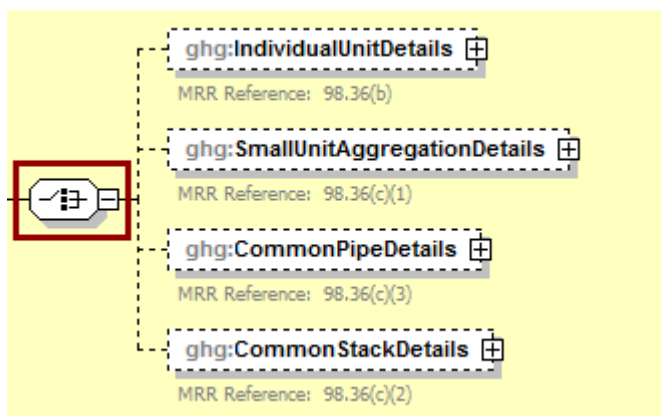 ghg:IndividualUnitDetails
MRR Reference: 98.36(b)
ghg:SmallUnitAggregationDetails
MRR Reference: 98.36(c)(1)
ghg:CommonPipeDetails
MRR Reference: 98.36(c)(3)
ghg:CommonStackDetails
MRR Reference: 98.36(c)(2)